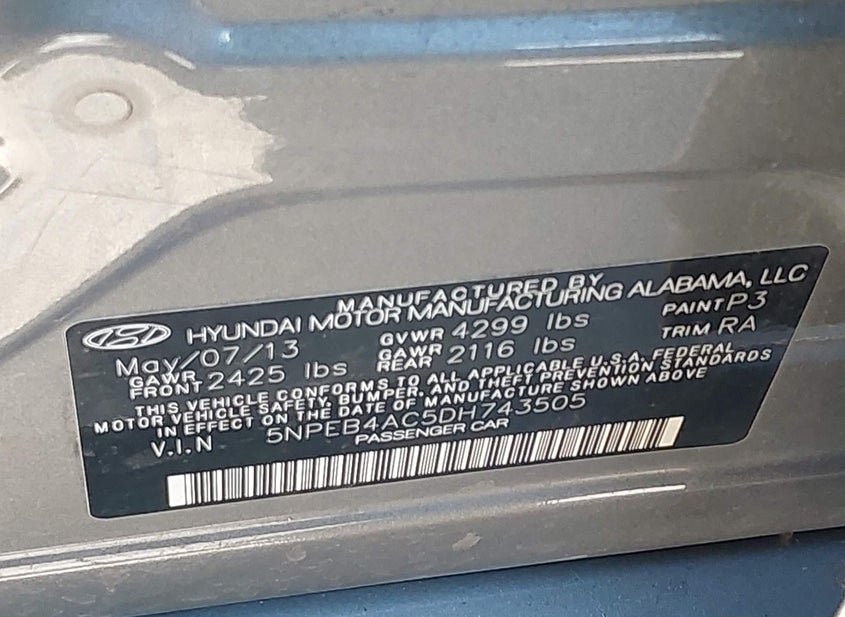 MANUFACTURED BY
HYUNDAI MOTOR MANUFACTURING ALABAMA, LLC
May/07/13 GVWR 4299 lbs PAINT P3
GAWR FRONT 2425 lbs GAWR REAR 2116 lbs TRIM RA
THIS VEHICLE CONFORMS TO ALL APPLICABLE U.S.A. FEDERAL
MOTOR VEHICLE SAFETY, BUMPER, AND THEFT PREVENTION STANDARDS
IN EFFECT ON THE DATE OF MANUFACTURE SHOWN ABOVE
V.I.N 5NPEB4AC5DH743505
PASSENGER CAR